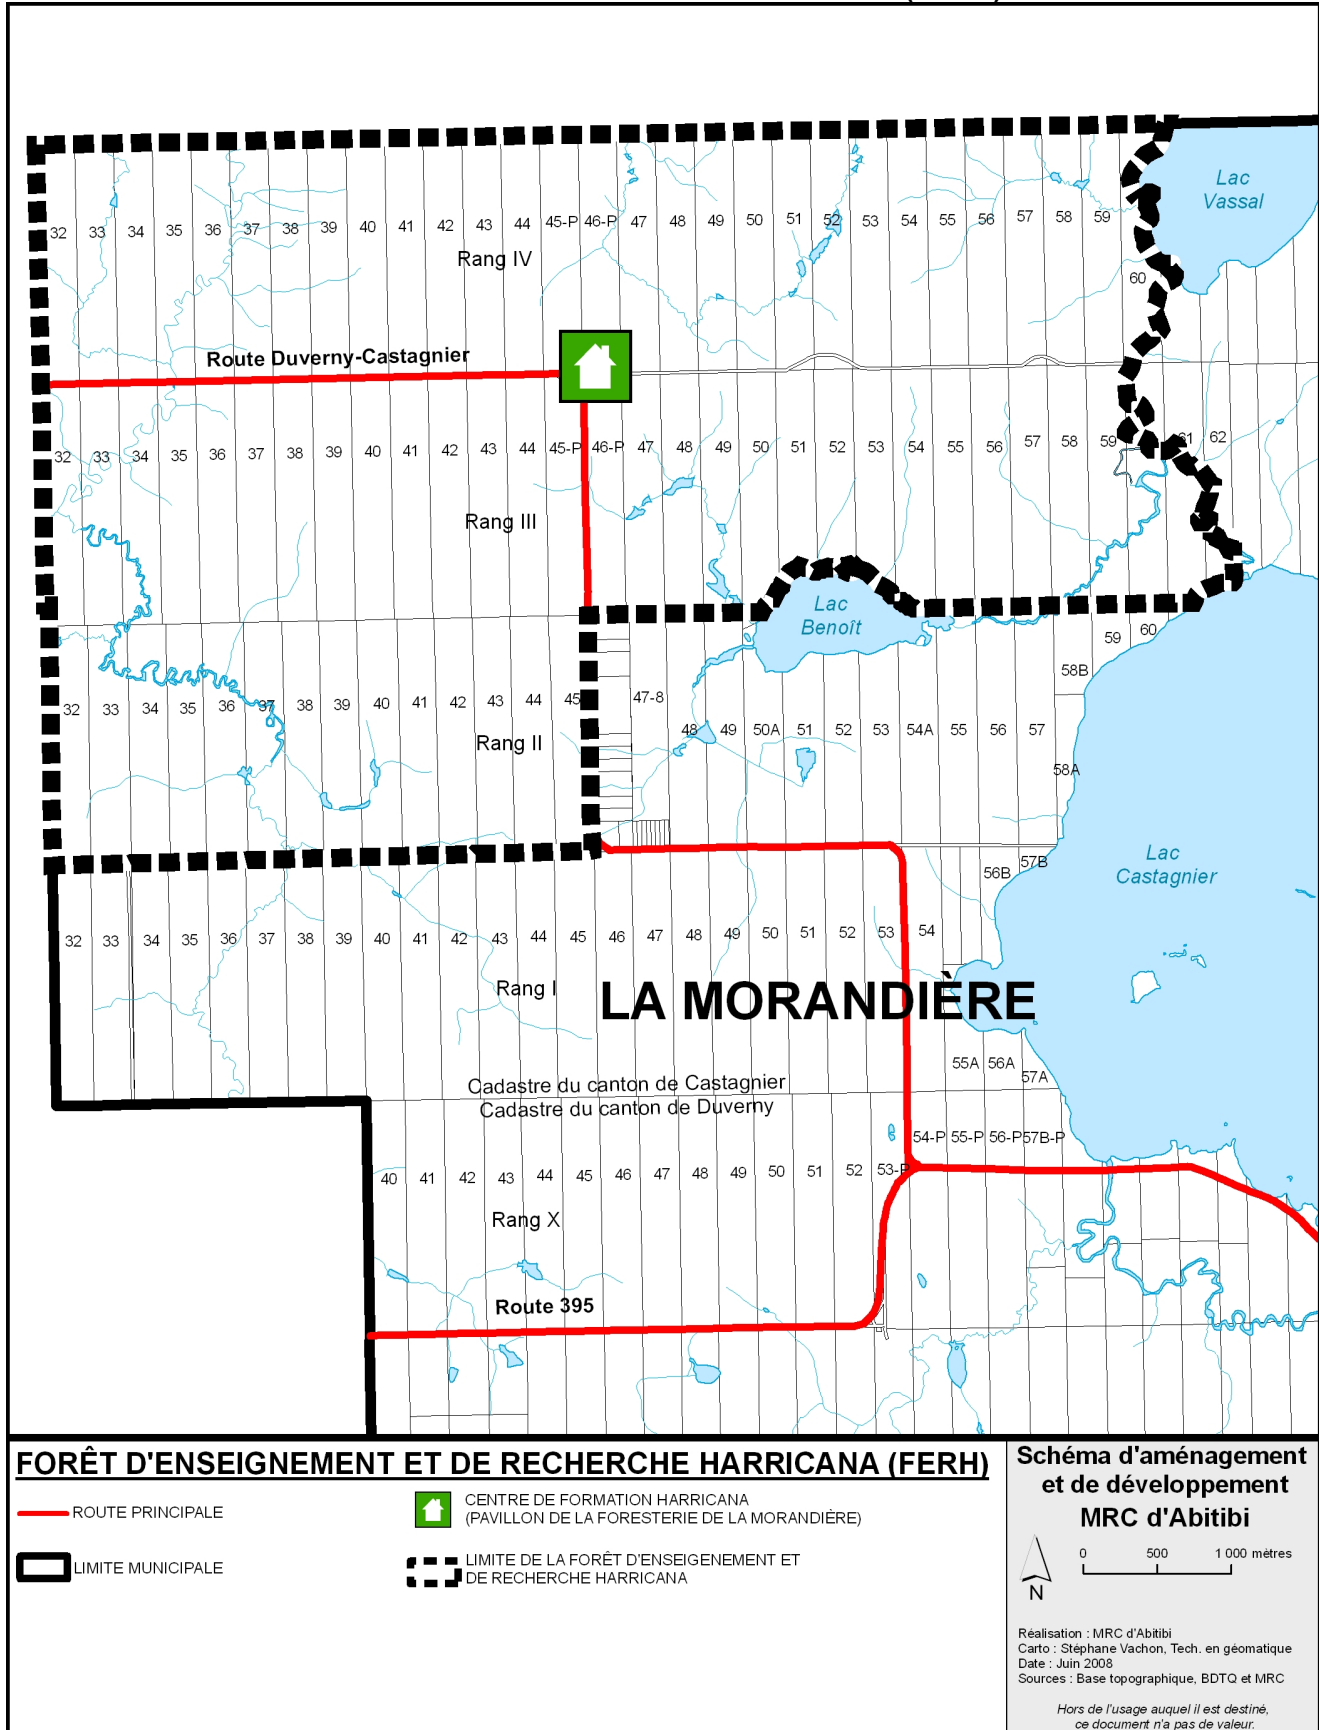 Lac
Vassal
32 33 34 35 36 37 38 39 40 41 42 43 44 45-P 46-P 47 48 49 50 51 52 53 54 55 56 57 58 59
60
Rang IV
Route Duverny-Castagnier
32 33 34 35 36 37 38 39 40 41 42 43 44 45-P 46-P 47 48 49 50 51 52 53 54 55 56 57 58 59 61 62
Rang III
Lac
Benoît
59 60
58B
32 33 34 35 36 37 38 39 40 41 42 43 44 45 47-8
48 49 50A 51 52 53 54A 55 56 57
Rang II
58A
Lac
Castagnier
56B 57B
32 33 34 35 36 37 38 39 40 41 42 43 44 45 46 47 48 49 50 51 52 53 54
Rang I
LA MORANDIÈRE
55A 56A 57A
Cadastre du canton de Castagnier
Cadastre du canton de Duverny
54-P 55-P 56-P 57B-P
40 41 42 43 44 45 46 47 48 49 50 51 52 53-P
Rang X
Route 395
FORÊT D'ENSEIGNEMENT ET DE RECHERCHE HARRICANA (FERH)
ROUTE PRINCIPALE
CENTRE DE FORMATION HARRICANA
(PAVILLON DE LA FORESTERIE DE LA MORANDIÈRE)
LIMITE MUNICIPALE
LIMITE DE LA FORÊT D'ENSEIGENEMENT ET
DE RECHERCHE HARRICANA
Schéma d'aménagement
et de développement
MRC d'Abitibi
0 500 1 000 mètres
N
Réalisation : MRC d'Abitibi
Carto : Stéphane Vachon, Tech. en géomatique
Date : Juin 2008
Sources : Base topographique, BDTQ et MRC
Hors de l'usage auquel il est destiné,
ce document n'a pas de valeur.